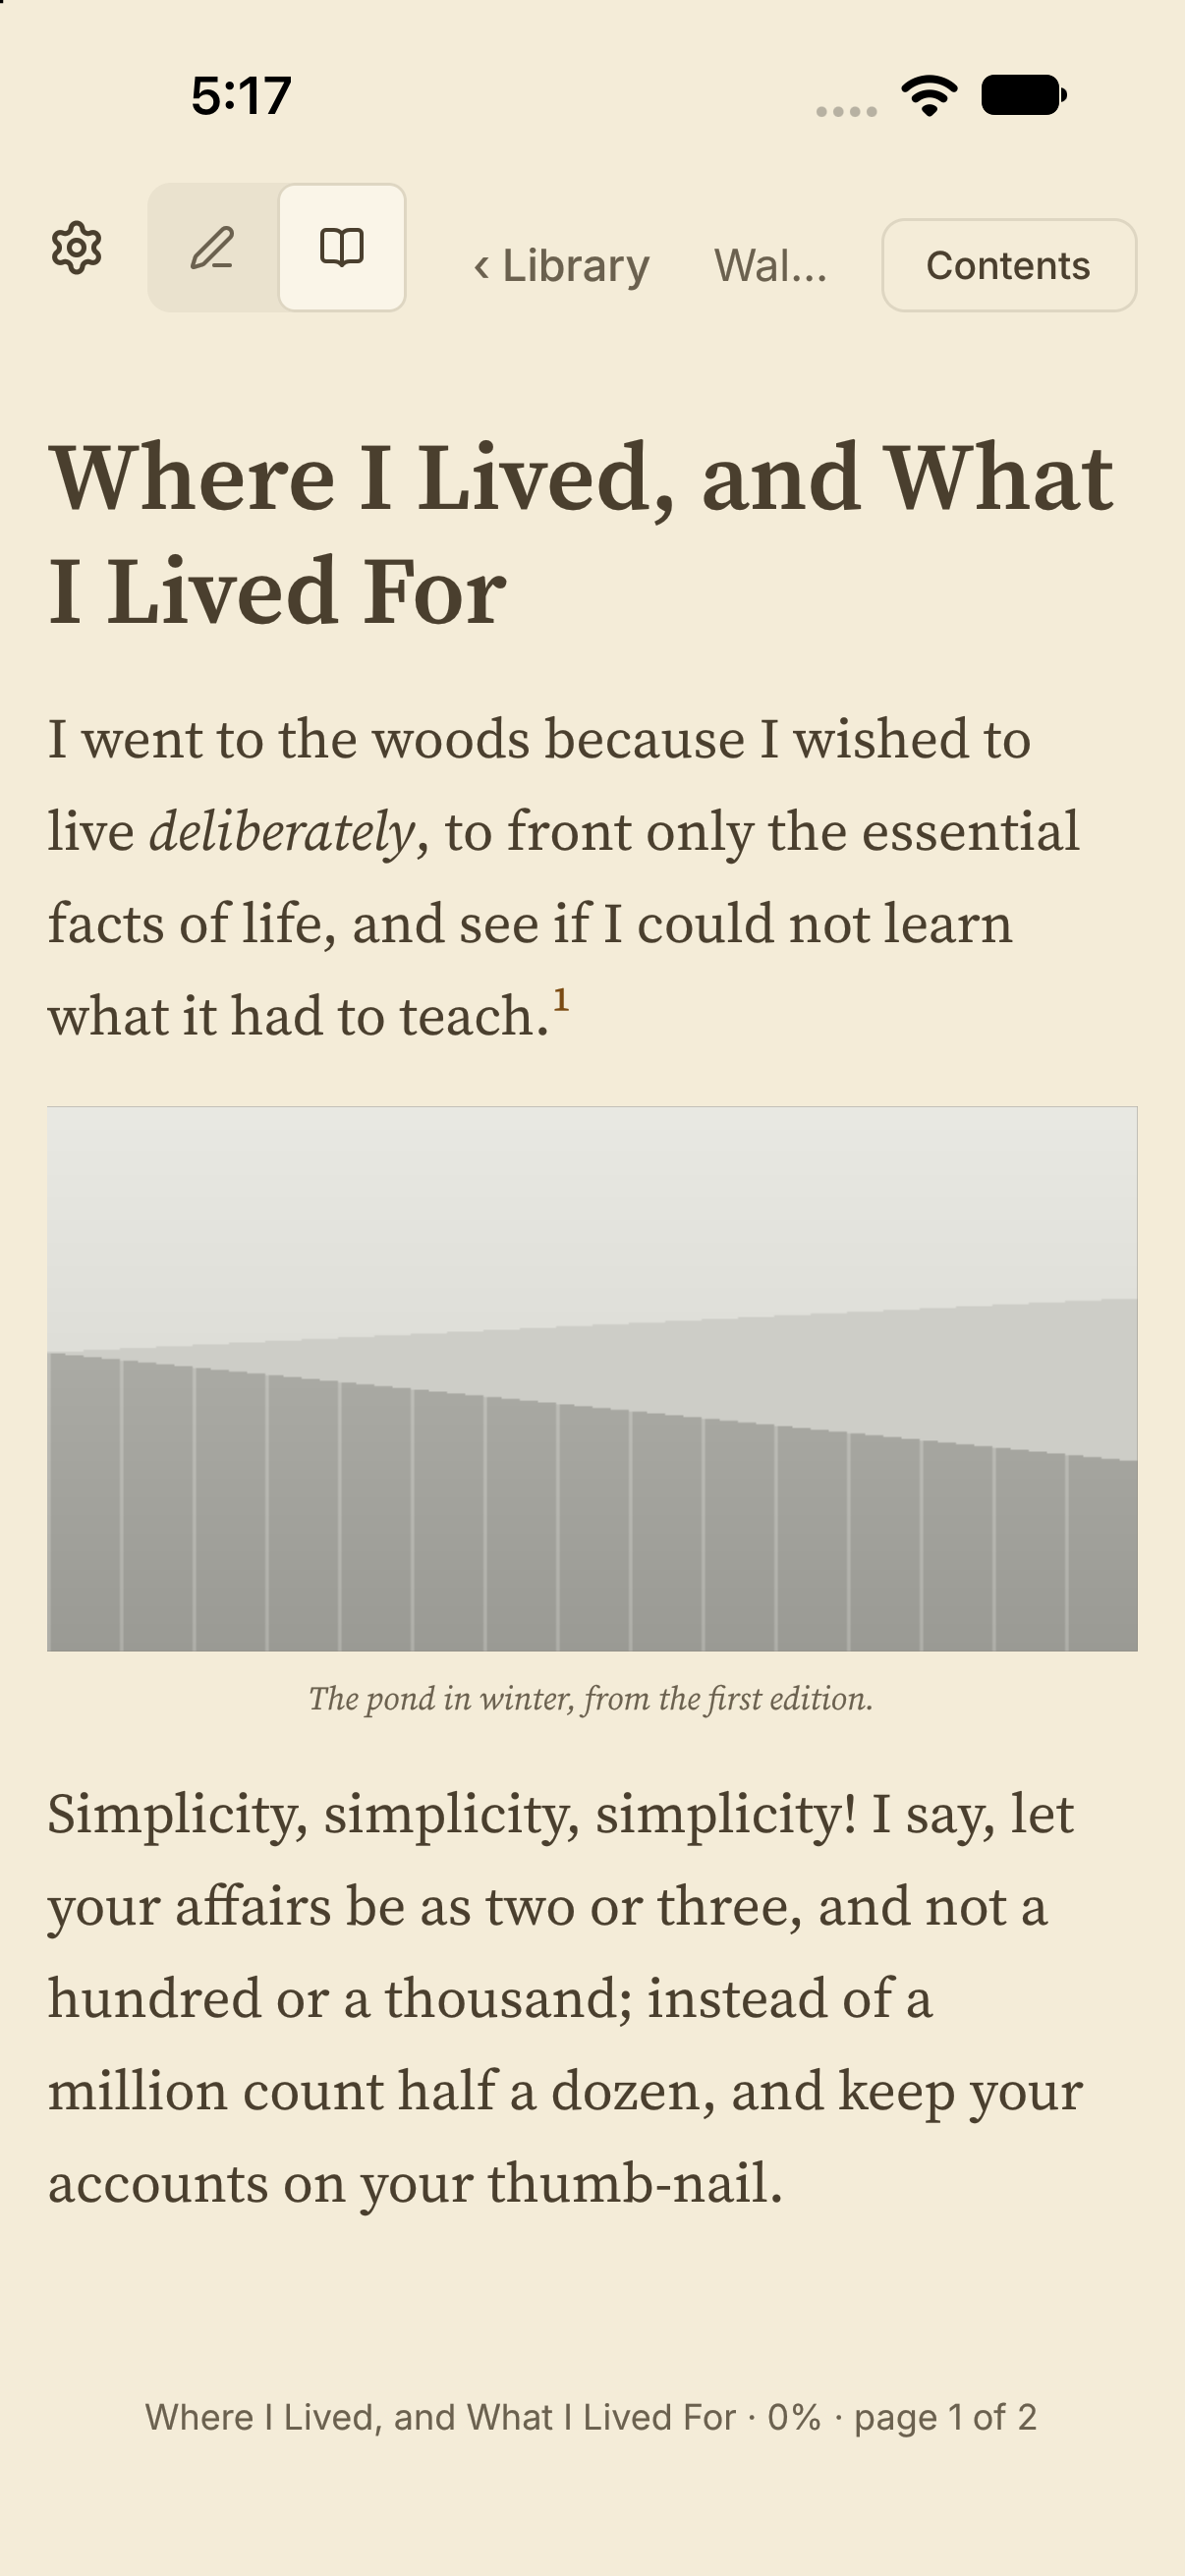 5:17
‹ Library
Wal...
Contents
Where I Lived, and What
I Lived For
I went to the woods because I wished to
live deliberately, to front only the essential
facts of life, and see if I could not learn
what it had to teach.1
The pond in winter, from the first edition.
Simplicity, simplicity, simplicity! I say, let
your affairs be as two or three, and not a
hundred or a thousand; instead of a
million count half a dozen, and keep your
accounts on your thumb-nail.
Where I Lived, and What I Lived For · 0% · page 1 of 2